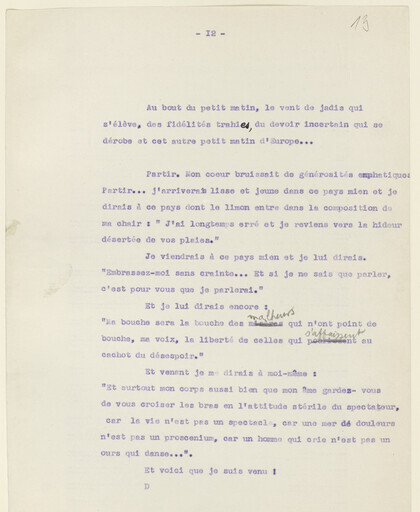 19
- 12 -
Au bout du petit matin, le vent de jadis qui
s'élève, des fidélités trahies, du devoir incertain qui se
dérobe et cet autre petit matin d'Europe...
Partir. Mon coeur bruissait de générosités emphatiques
Partir... j'arriverais lisse et jeune dans ce pays mien et je
dirais à ce pays dont le limon entre dans la composition de
ma chair : " J'ai longtemps erré et je reviens vers la hideur
désertée de vos plaies."
Je viendrais à ce pays mien et je lui dirais.
"Embrassez-moi sans crainte... Et si je ne sais que parler,
c'est pour vous que je parlerai."
Et je lui dirais encore :
malheurs
"Ma bouche sera la bouche des qui n'ont point de
s'affaissent
bouche, ma voix, la liberté de celles qui au
cachot du désespoir."
Et venant je me dirais à moi-même :
"Et surtout mon corps aussi bien que mon âme gardez- vous
de vous croiser les bras en l'attitude stérile du spectateur,
car la vie n'est pas un spectacle, car une mer de douleurs
n'est pas un proscenium, car un homme qui crie n'est pas un
ours qui danse...".
Et voici que je suis venu !
D